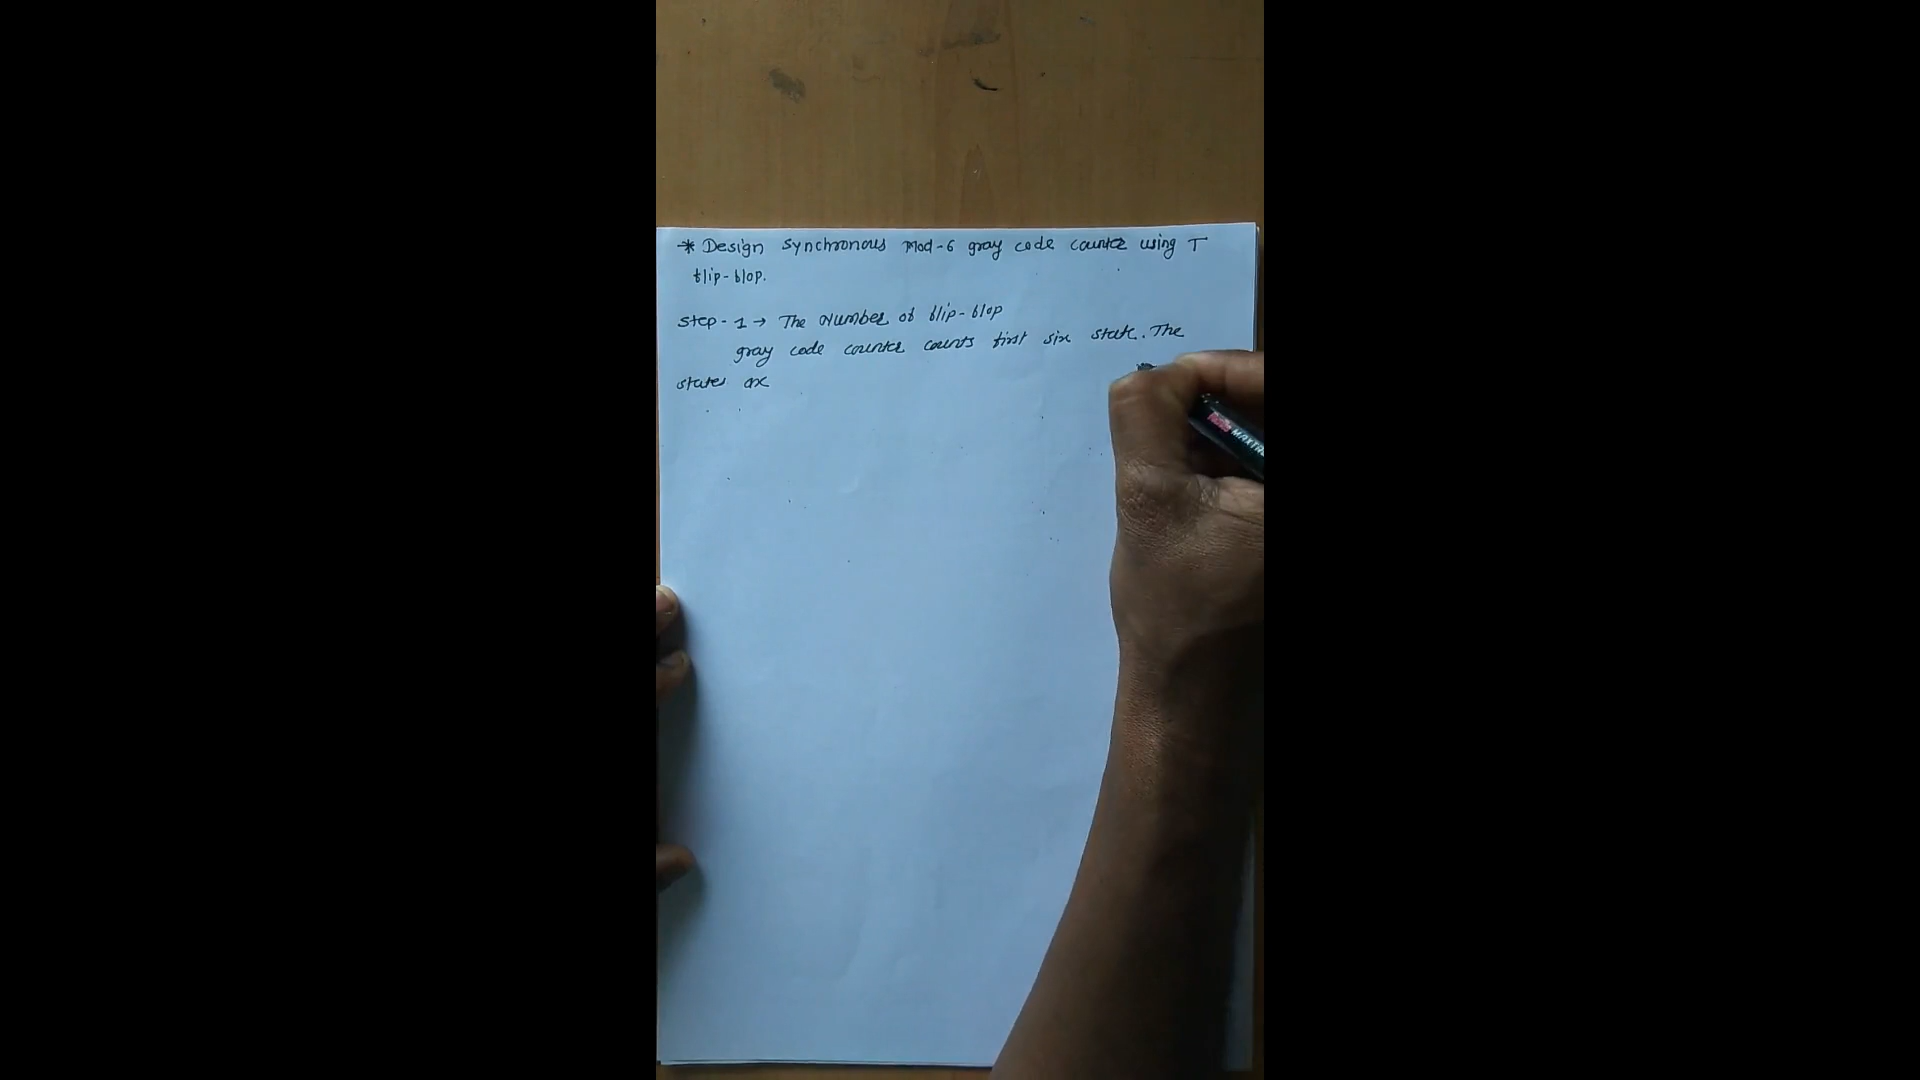 * Design synchronous Mod-6 gray code counter using T
flip-flop.
step-1 → The Number of flip-flop
gray code counter counts first six state. The
states are
MAXTR